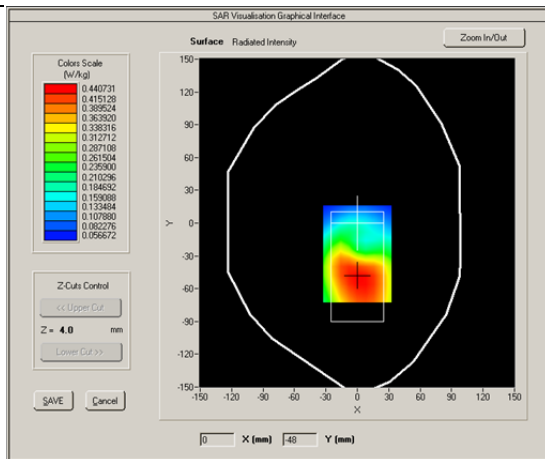 SAR Visualisation Graphical Interface
Surface Radiated Intensity
Zoom In/Out
Colors Scale
(W/kg)
0.440731
0.415128
0.389524
0.363920
0.338316
0.312712
0.287108
0.261504
0.235900
0.210296
0.184692
0.159088
0.133484
0.107880
0.082276
0.056672
Z-Cuts Control
<< Upper Cut
Z = 4.0 mm
Lower Cut >>
SAVE
Cancel
150
120
90
60
30
0
-30
-60
-90
-120
-150
Y
-150 -120 -90 -60 -30 0 30 60 90 120 150
X
0 X (mm) -48 Y (mm)